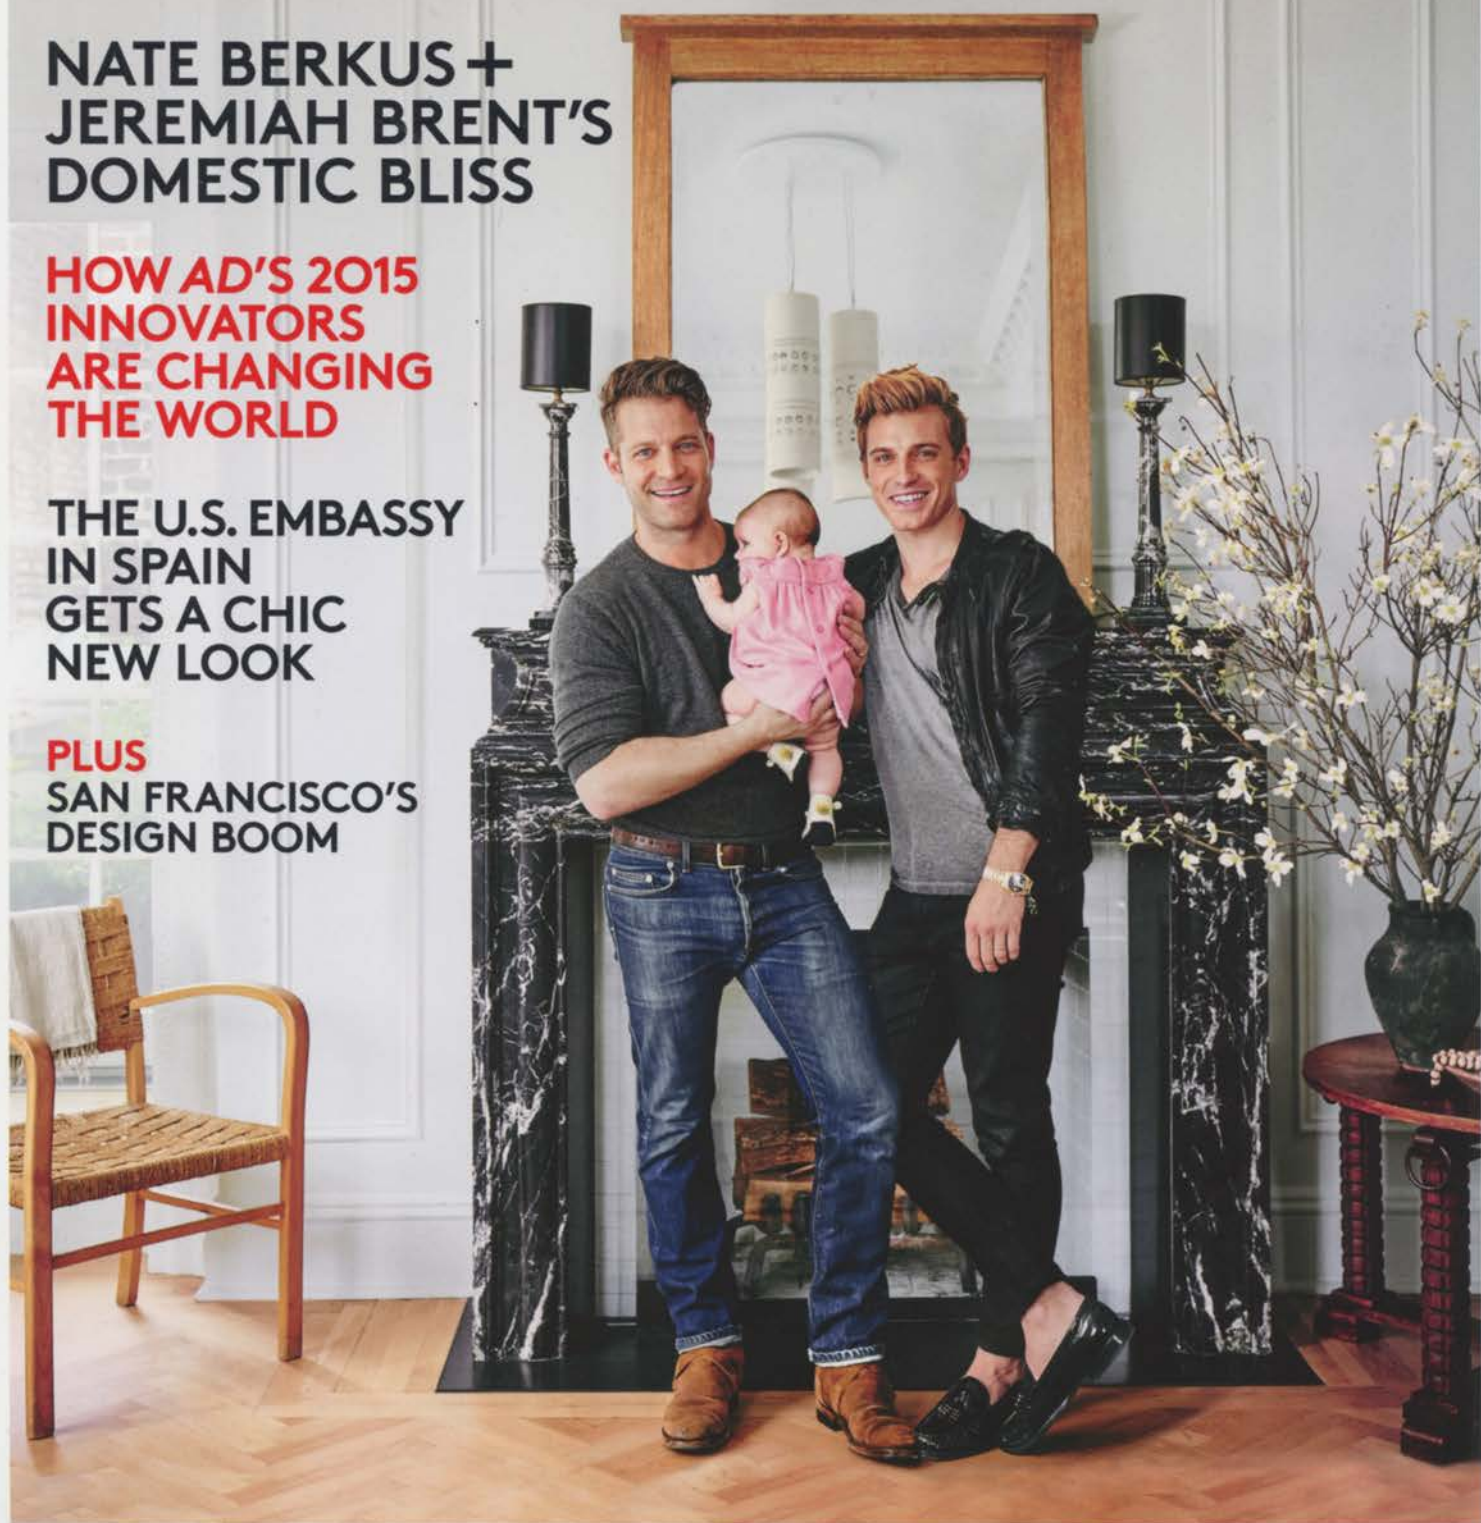 NATE BERKUS+
JEREMIAH BRENT'S
DOMESTIC BLISS
HOW AD'S 2015
INNOVATORS
ARE CHANGING
THE WORLD
THE U.S. EMBASSY
IN SPAIN
GETS A CHIC
NEW LOOK
PLUS
SAN FRANCISCO'S
DESIGN BOOM